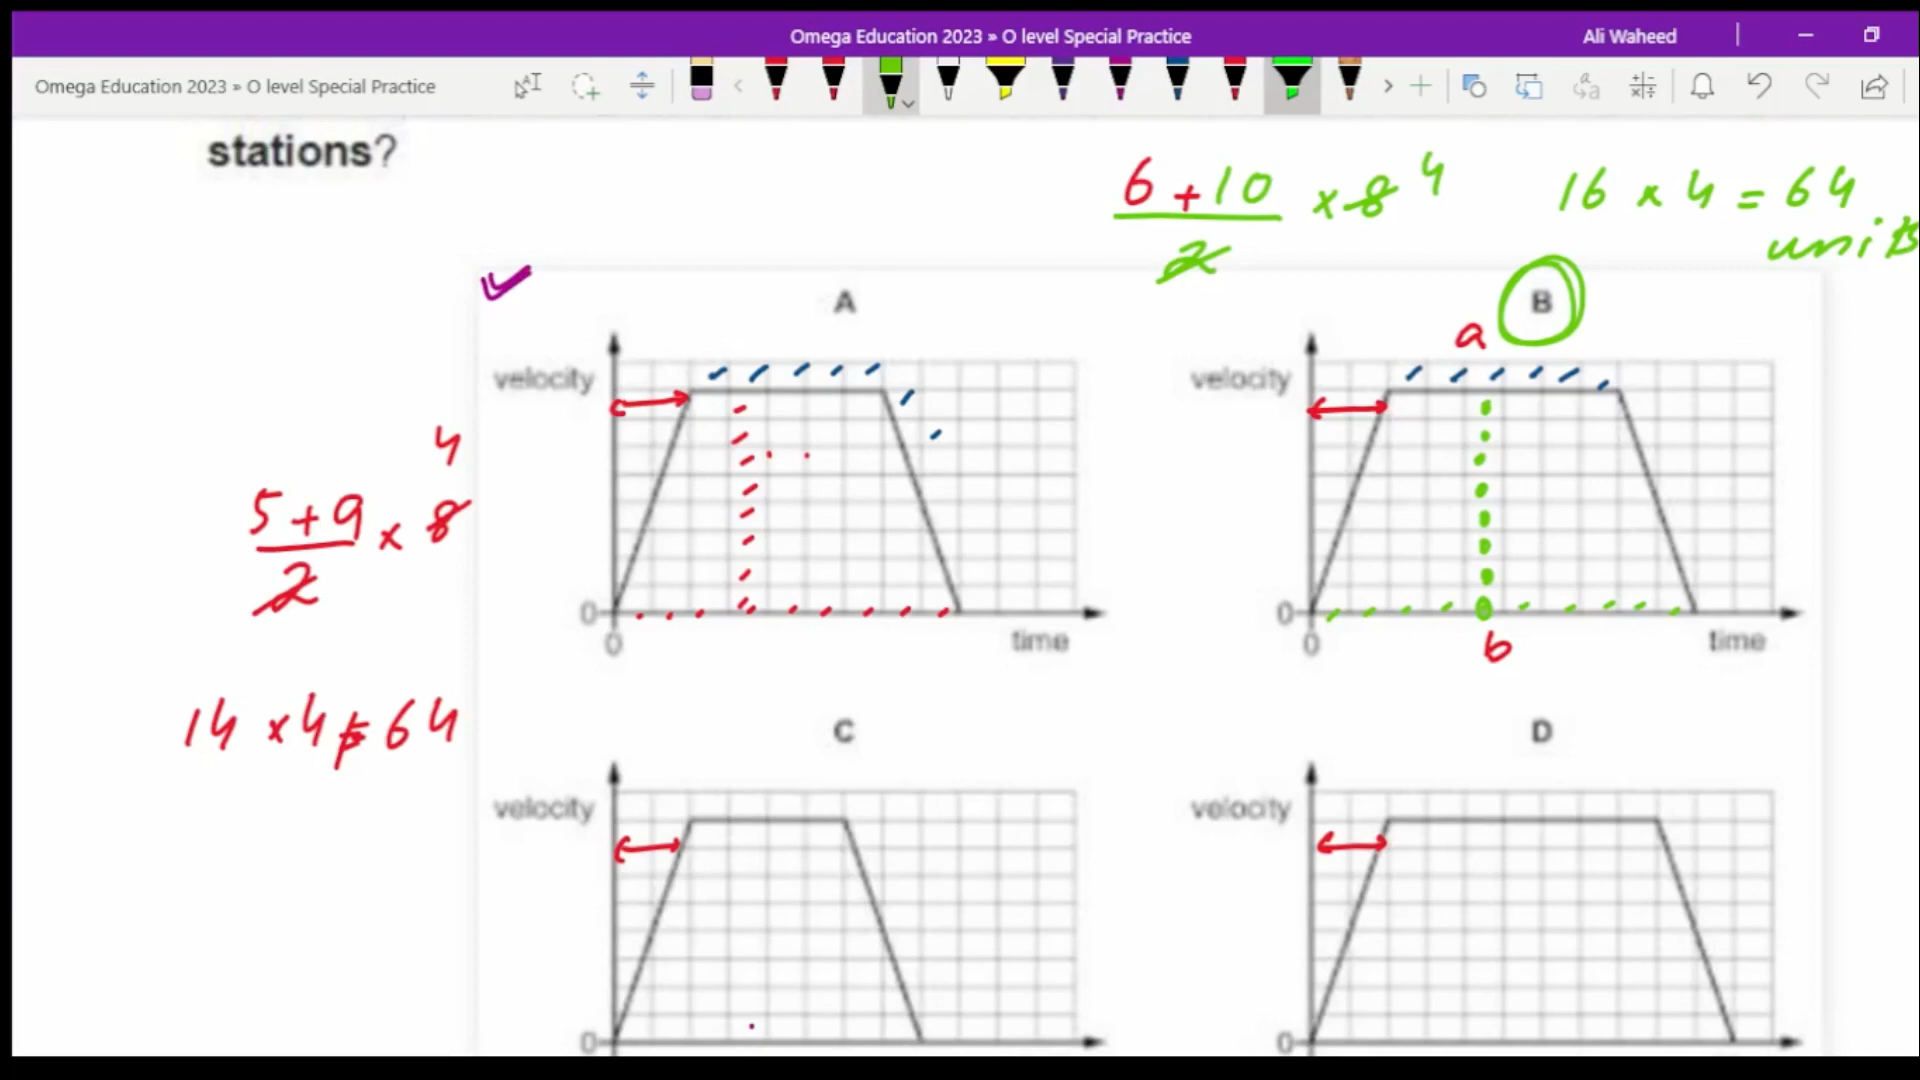 Omega Education 2023 » O level Special Practice
Ali Waheed
Omega Education 2023 » O level Special Practice
stations?
6 + 10 × 8 4
2
16 × 4 = 64
units
A
B
a
velocity
velocity
4
5 + 9 × 8
2
0
0
0
time
0
b
time
14 × 4 ≠ 64
C
D
velocity
velocity
0
0